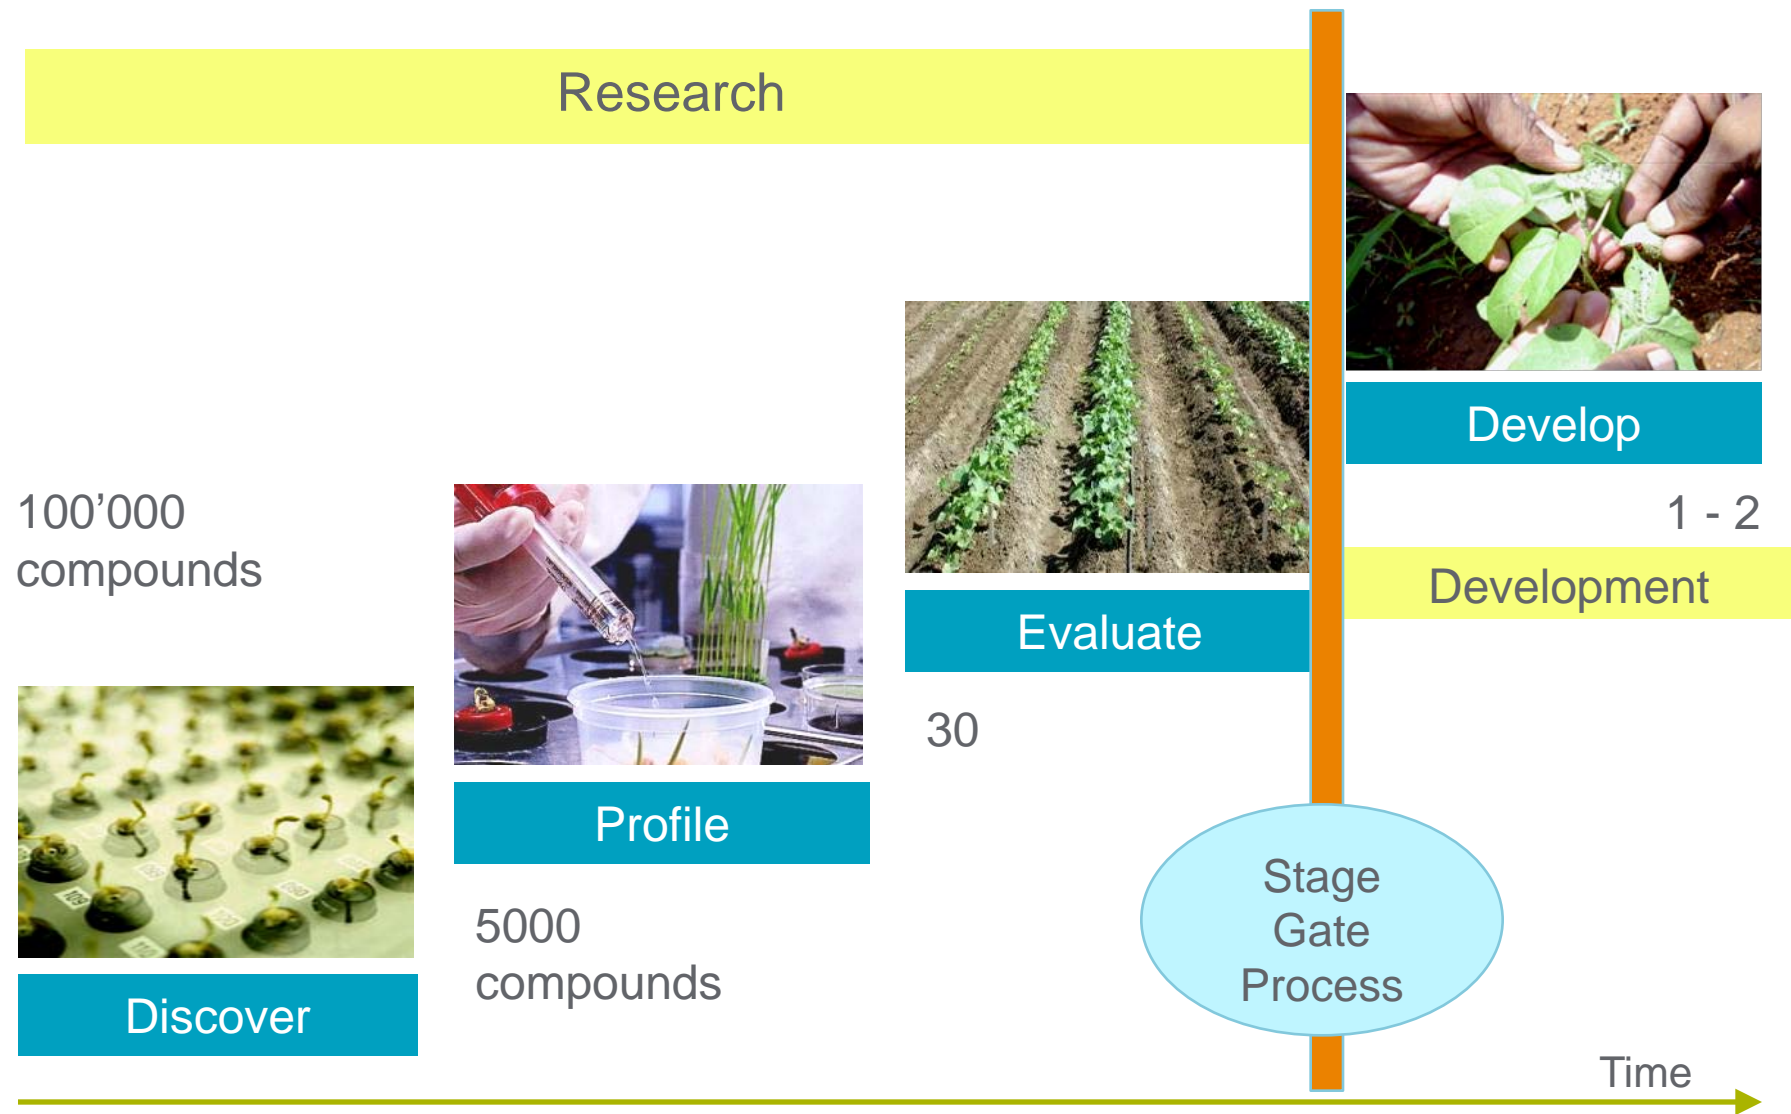 Research
100’000
compounds
Discover
Profile
5000
compounds
Evaluate
30
Develop
1 - 2
Development
Stage
Gate
Process
Time